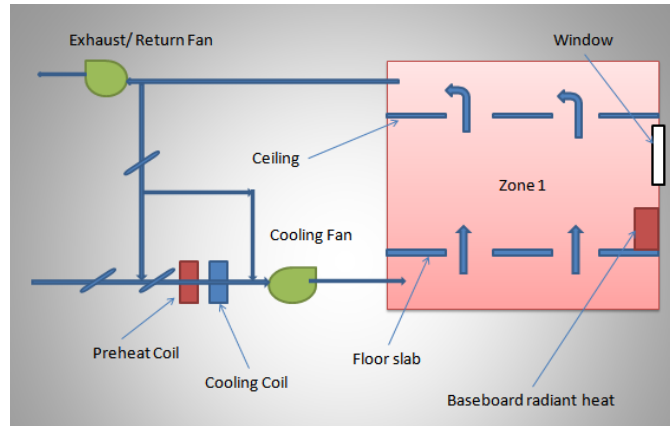 Exhaust/ Return Fan
Window
Ceiling
Zone 1
Cooling Fan
Preheat Coil
Cooling Coil
Floor slab
Baseboard radiant heat